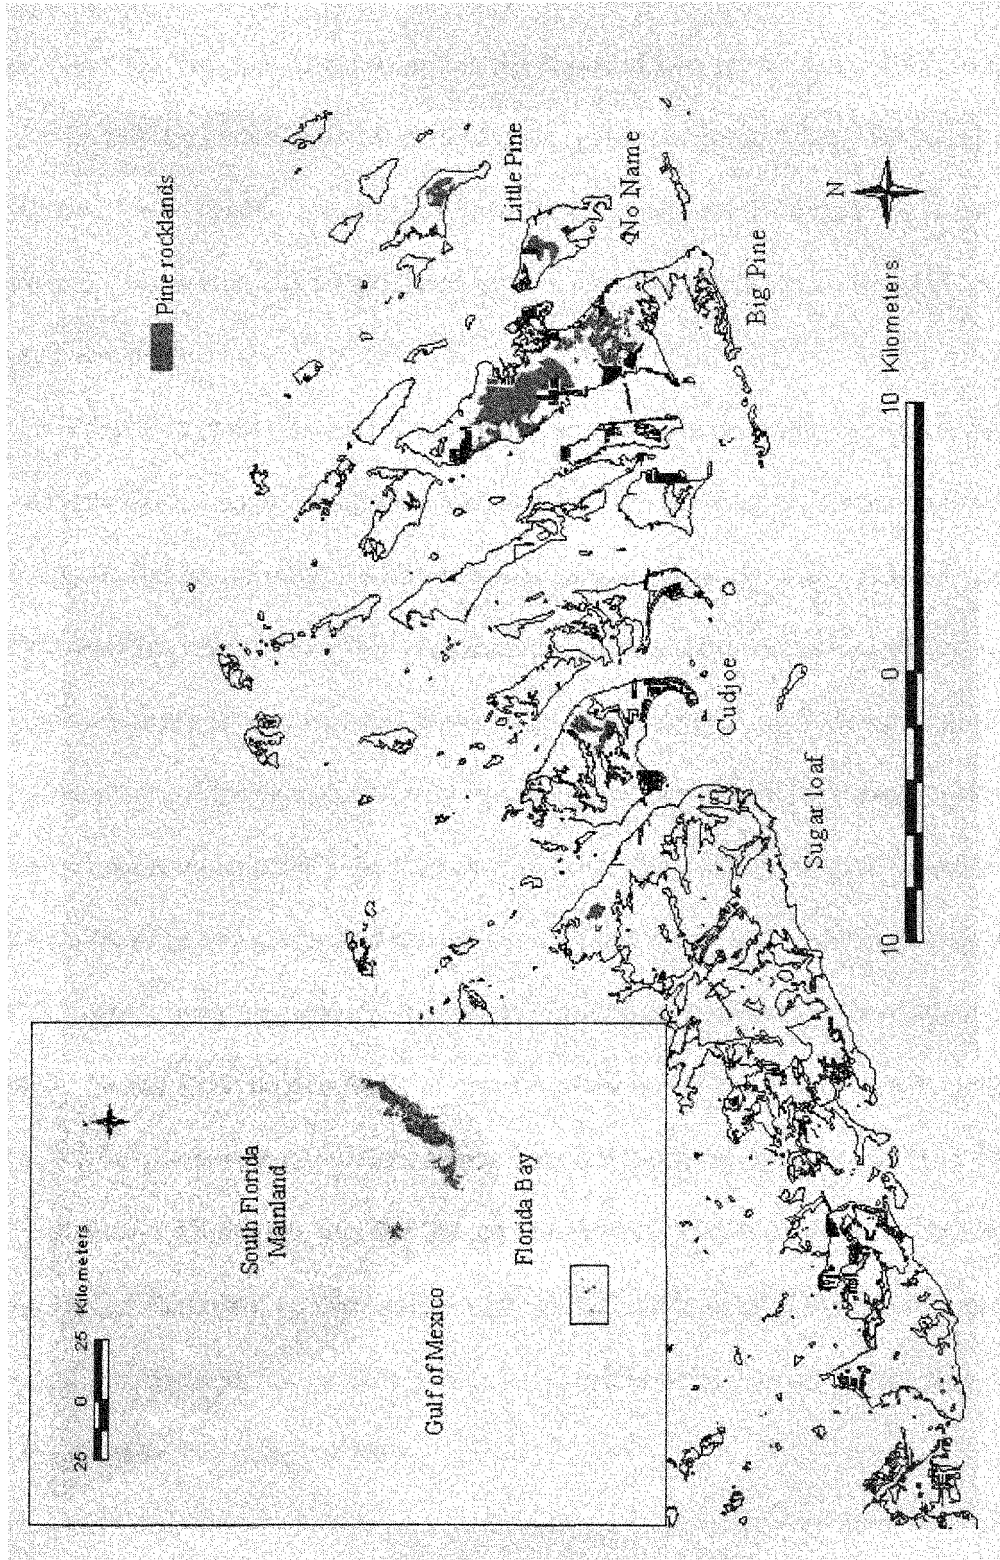 Pine rocklands
Little Pine
No Name
Big Pine
N
Cudjoe
Sugar loaf
10 0 10 Kilometers
25 0 25 Kilometers
South Florida
Mainland
Gulf of Mexico
Florida Bay